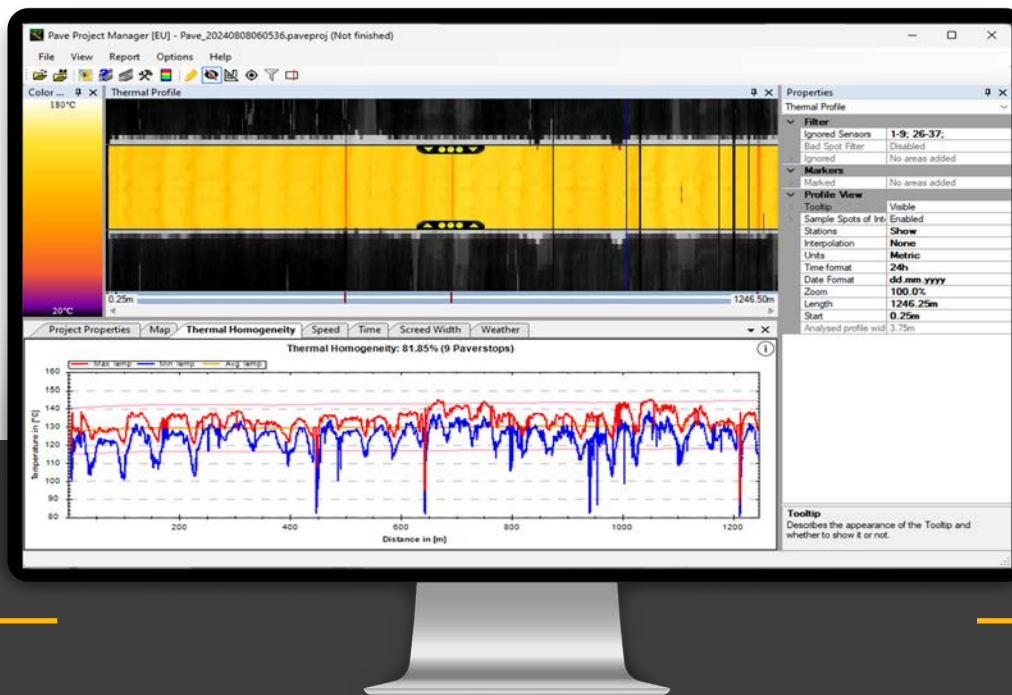 Pave Project Manager [EU] - Pave_20240808060536.paveproj (Not finished)
File View Report Options Help
Color ...
180°C
20°C
Thermal Profile
0.25m
1246.50m
Properties
Thermal Profile
Filter
Ignored Sensors 1-9; 26-37;
Bad Spot Filter Disabled
Ignored No areas added
Markers
Marked No areas added
Profile View
Tooltip Visible
Sample Spots of Int Enabled
Stations Show
Interpolation None
Units Metric
Time format 24h
Date Format dd.mm.yyyy
Zoom 100.0%
Length 1246.25m
Start 0.25m
Analysed profile wid 3.75m
Project Properties Map Thermal Homogeneity Speed Time Screed Width Weather
Thermal Homogeneity: 81.85% (9 Paverstops)
Max Temp Min Temp Avg Temp
Temperature in [°C]
160
150
140
130
120
110
100
90
80
200 400 600 800 1000 1200
Distance in [m]
Tooltip
Describes the appearance of the Tooltip and
whether to show it or not.